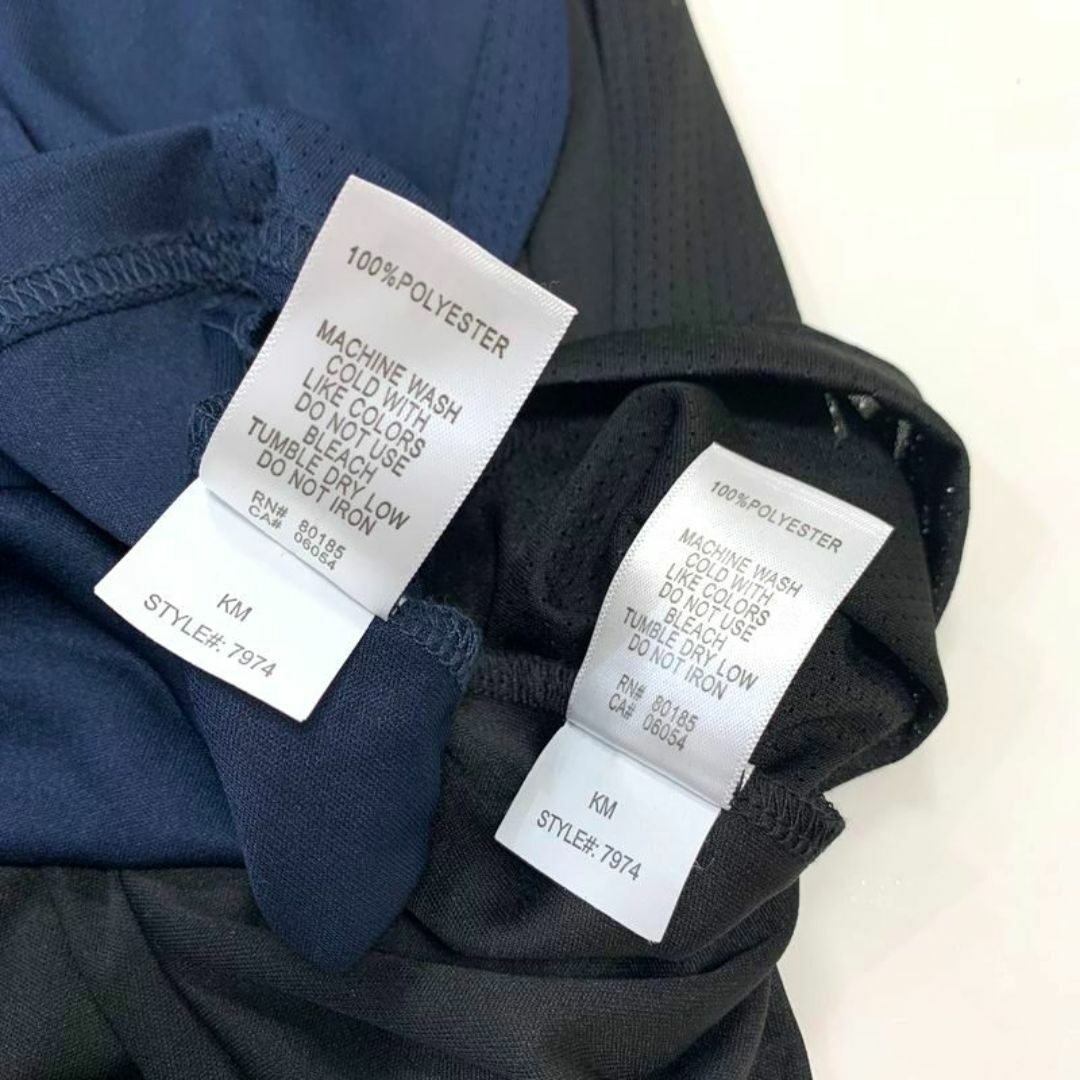 100%POLYESTER
MACHINE WASH
COLD WITH
LIKE COLORS
DO NOT USE
BLEACH
TUMBLE DRY LOW
DO NOT IRON
RN# 80185
CA# 06054
KM
STYLE#: 7974
100%POLYESTER
MACHINE WASH
COLD WITH
LIKE COLORS
DO NOT USE
BLEACH
TUMBLE DRY LOW
DO NOT IRON
RN# 80185
CA# 06054
KM
STYLE#: 7974